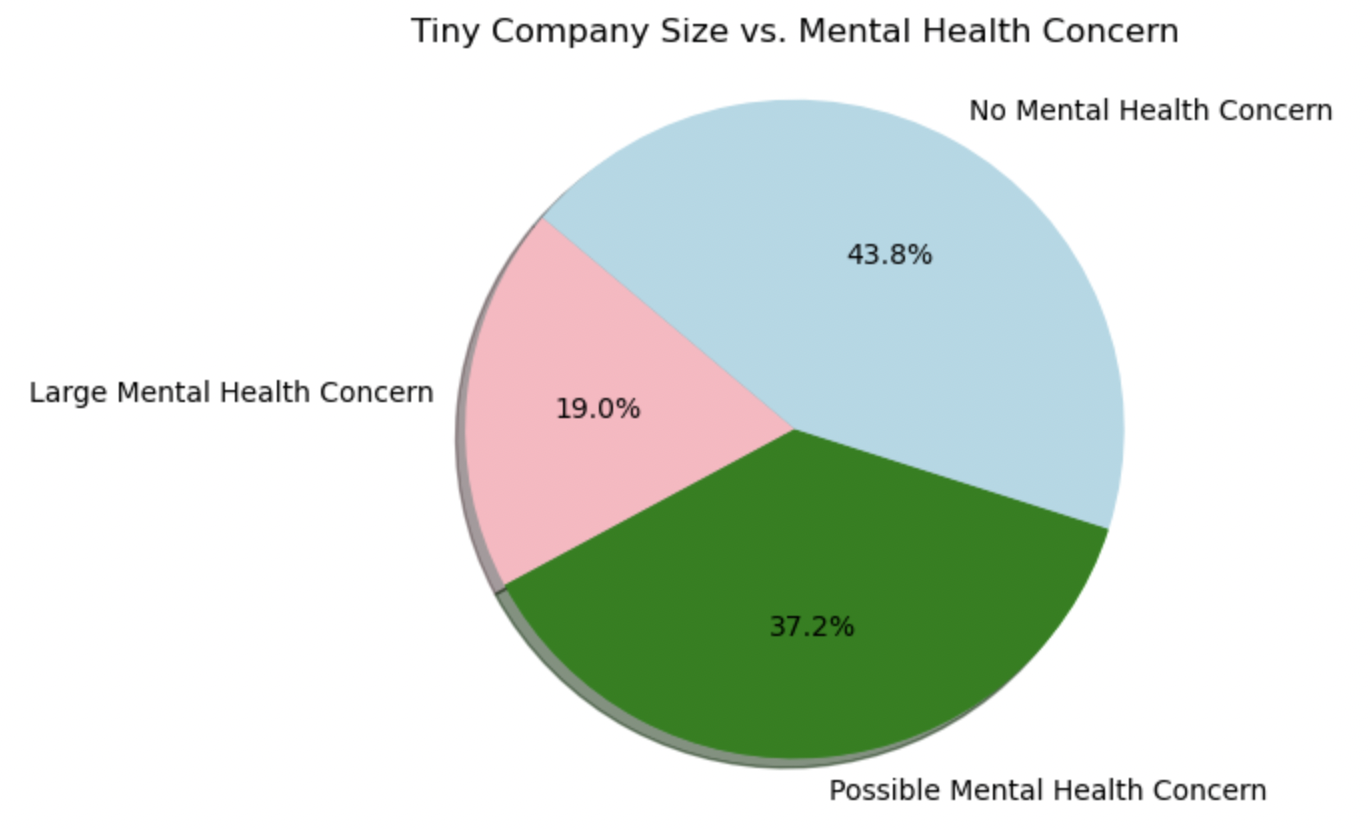 Tiny Company Size vs. Mental Health Concern
No Mental Health Concern
43.8%
Large Mental Health Concern
19.0%
37.2%
Possible Mental Health Concern